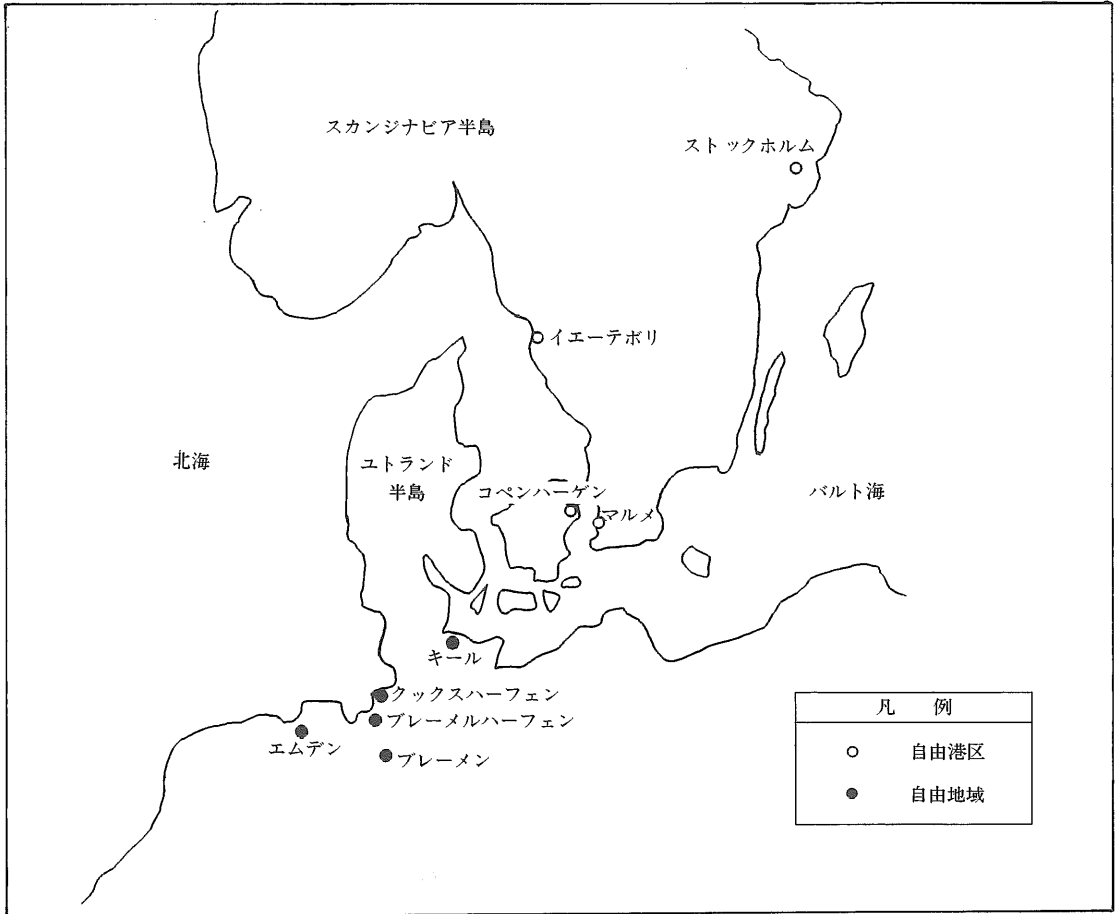 スカンジナビア半島
ストックホルム
イエーテボリ
北海
ユトランド
半島
コペンハーゲン
マルメ
バルト海
キール
クックスハーフェン
ブレーメルハーフェン
エムデン
ブレーメン
凡 例
自由港区
自由地域